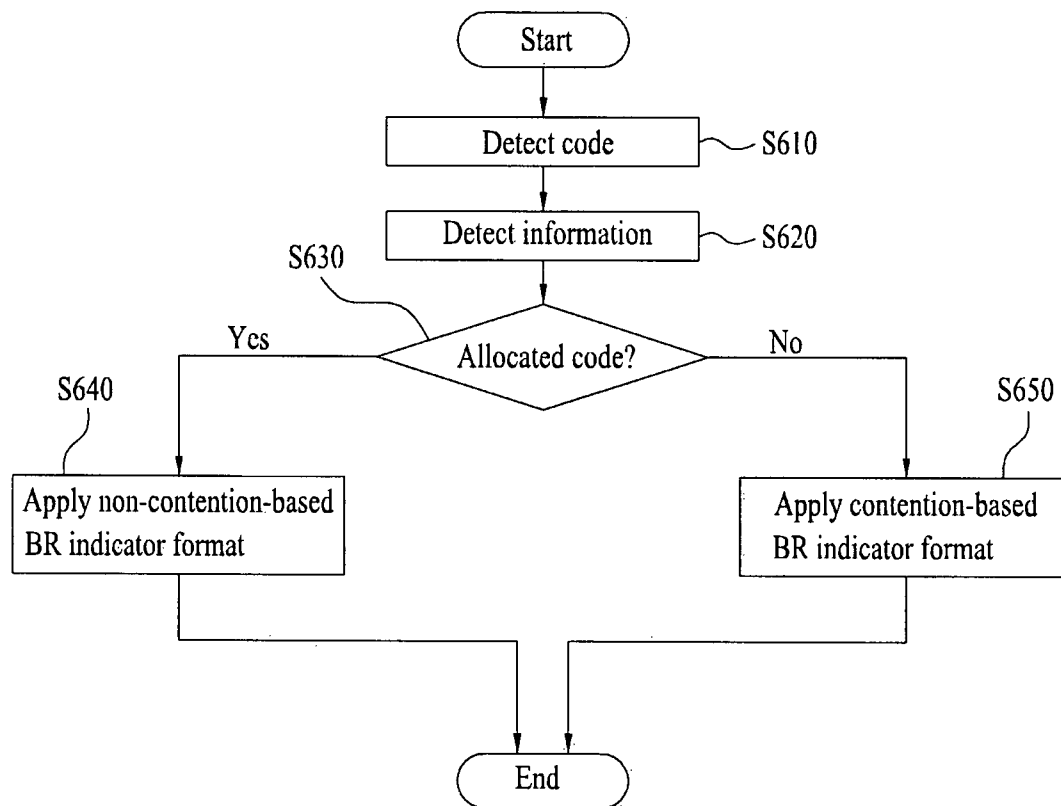 Start
Detect code
S610
Detect information
S620
S630
Allocated code?
Yes
No
S640
S650
Apply non-contention-based
BR indicator format
Apply contention-based
BR indicator format
End